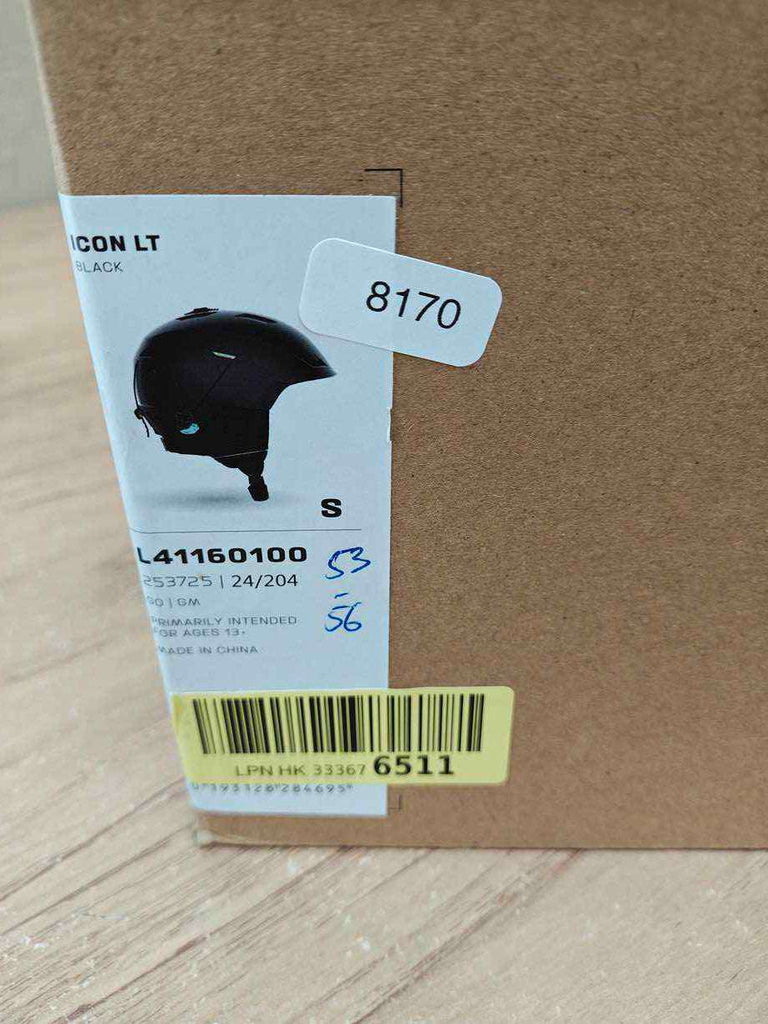 ICON LT
BLACK
8170
S
L41160100
253725 | 24/204
53
-
56
| GM
PRIMARILY INTENDED
FOR AGES 13+
MADE IN CHINA
LPN HK 33367 6511